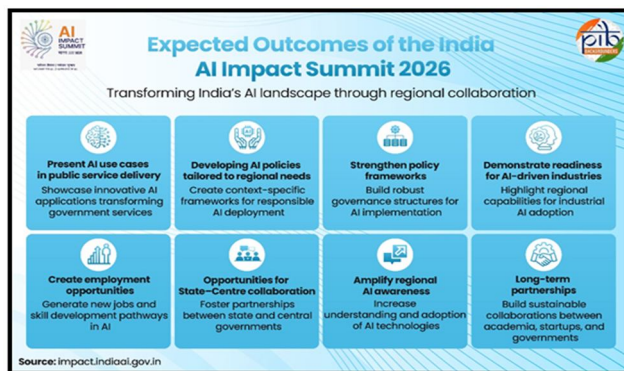 AI
IMPACT
SUMMIT
pib
Expected Outcomes of the India
AI Impact Summit 2026
Transforming India's AI landscape through regional collaboration
Present AI use cases
in public service delivery
Showcase innovative AI
applications transforming
government services
Developing AI policies
tailored to regional needs
Create context-specific
frameworks for responsible
AI deployment
Strengthen policy
frameworks
Build robust
governance structures for
AI implementation
Demonstrate readiness
for AI-driven industries
Highlight regional
capabilities for industrial
AI adoption
Create employment
opportunities
Generate new jobs and
skill development pathways
in AI
Opportunities for
State-Centre collaboration
Foster partnerships
between state and central
governments
Amplify regional
AI awareness
Increase
understanding and adoption
of AI technologies
Long-term
partnerships
Build sustainable
collaborations between
academia, startups, and
governments
Source: impact.indiaai.gov.in